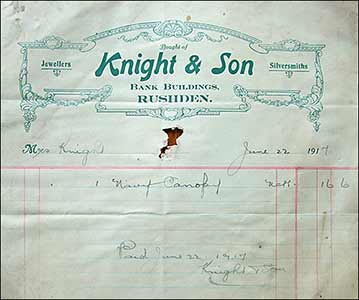 Bought of
Jewellers Knight & Son Silversmiths
BANK BUILDINGS,
RUSHDEN.
Mrs Knight June 22 1917
1 Canopy Nett 16 6
Paid June 22 1917
Knight & Son